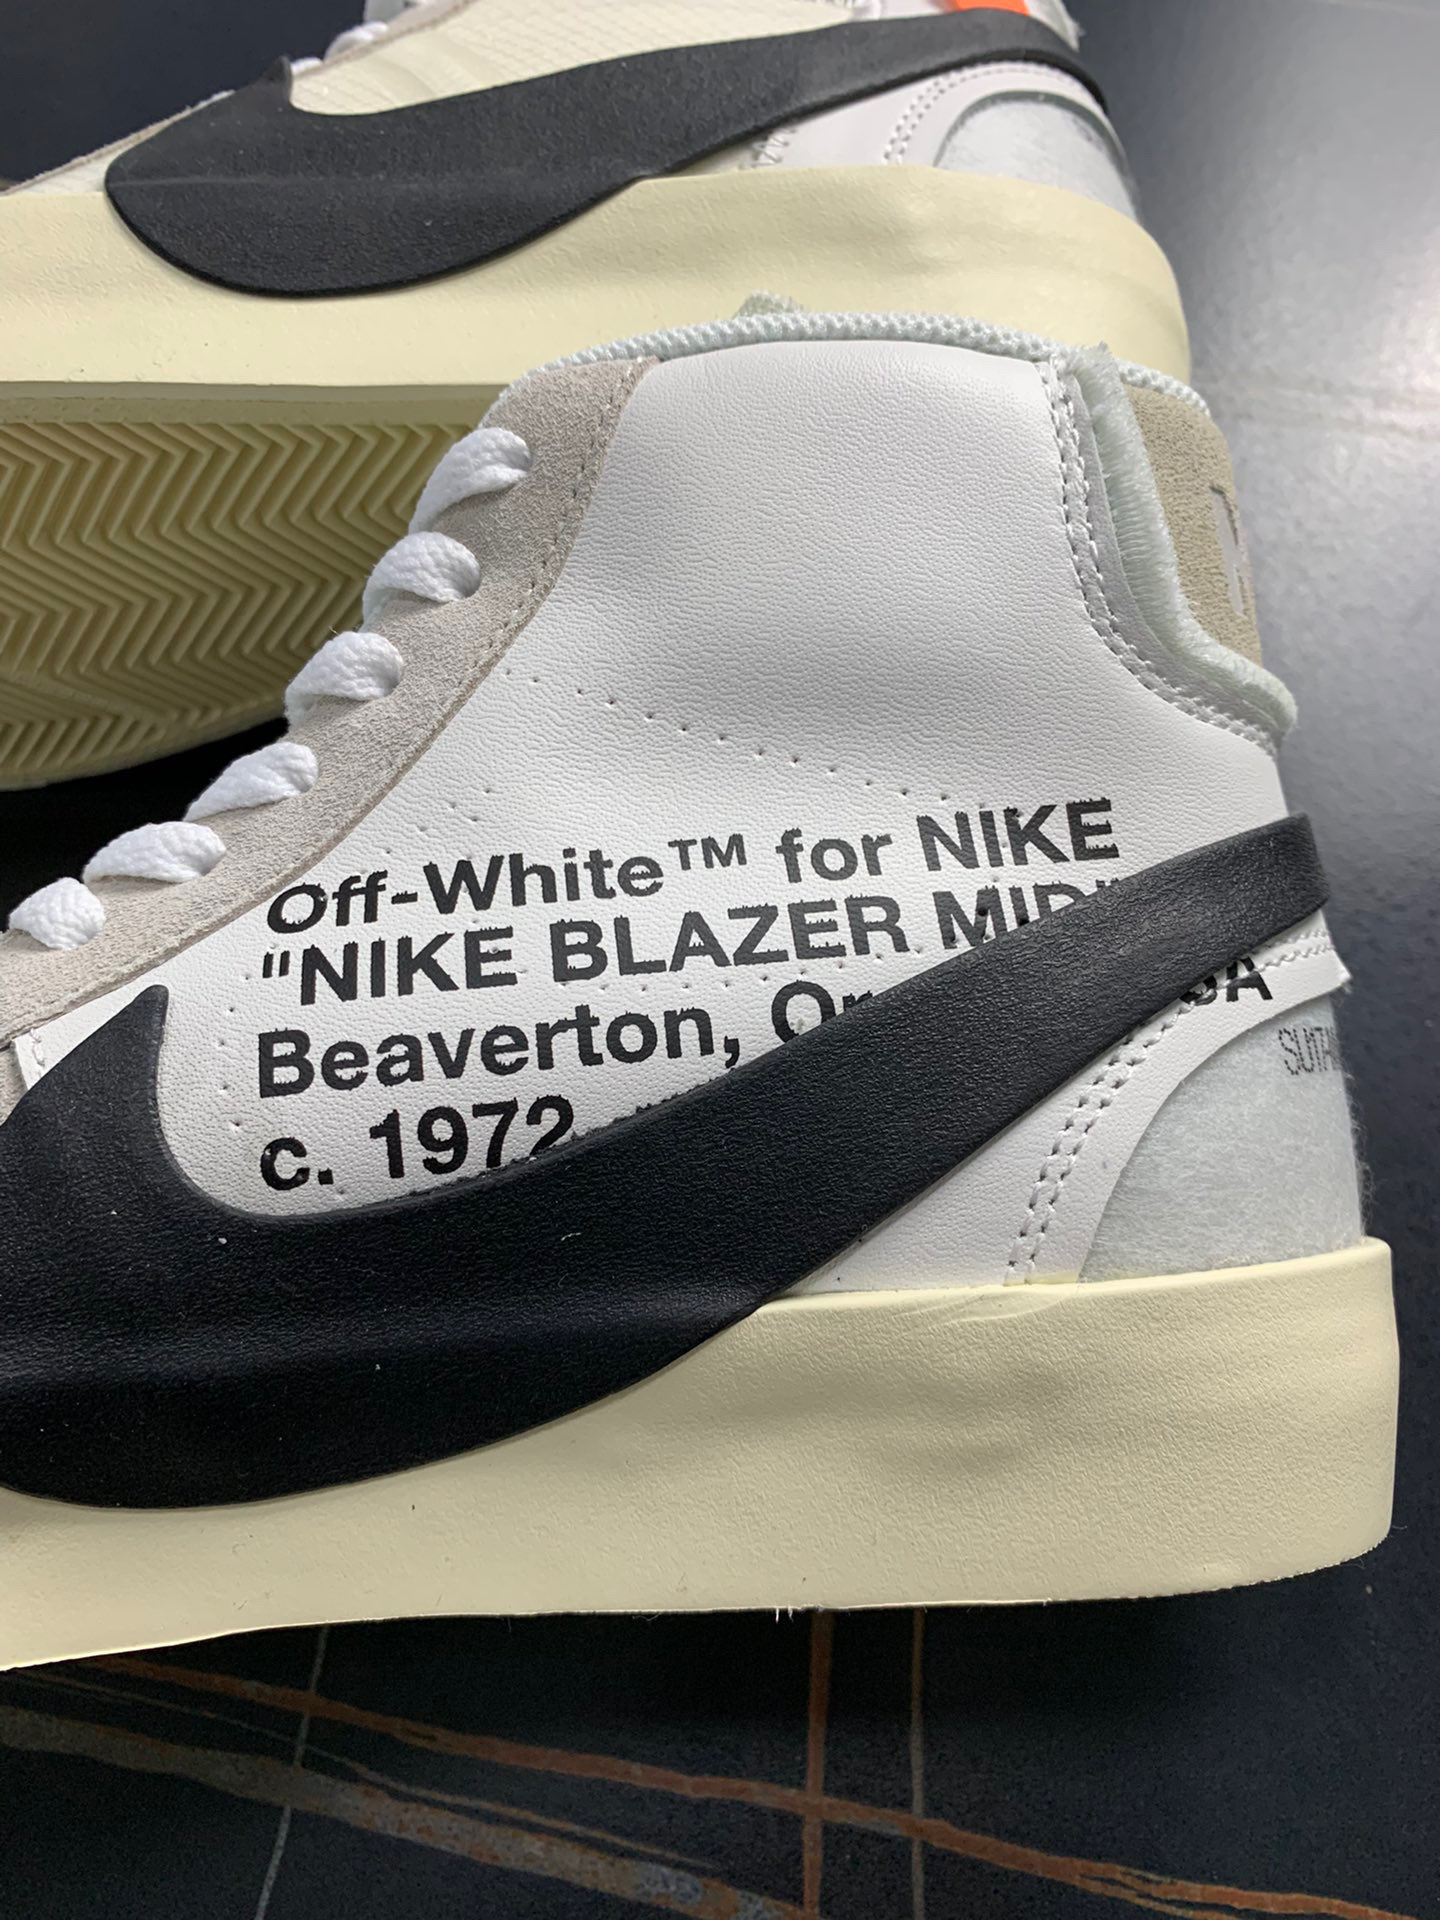 Off-White™ for NIKE
"NIKE BLAZER MID"
Beaverton,
c. 1972